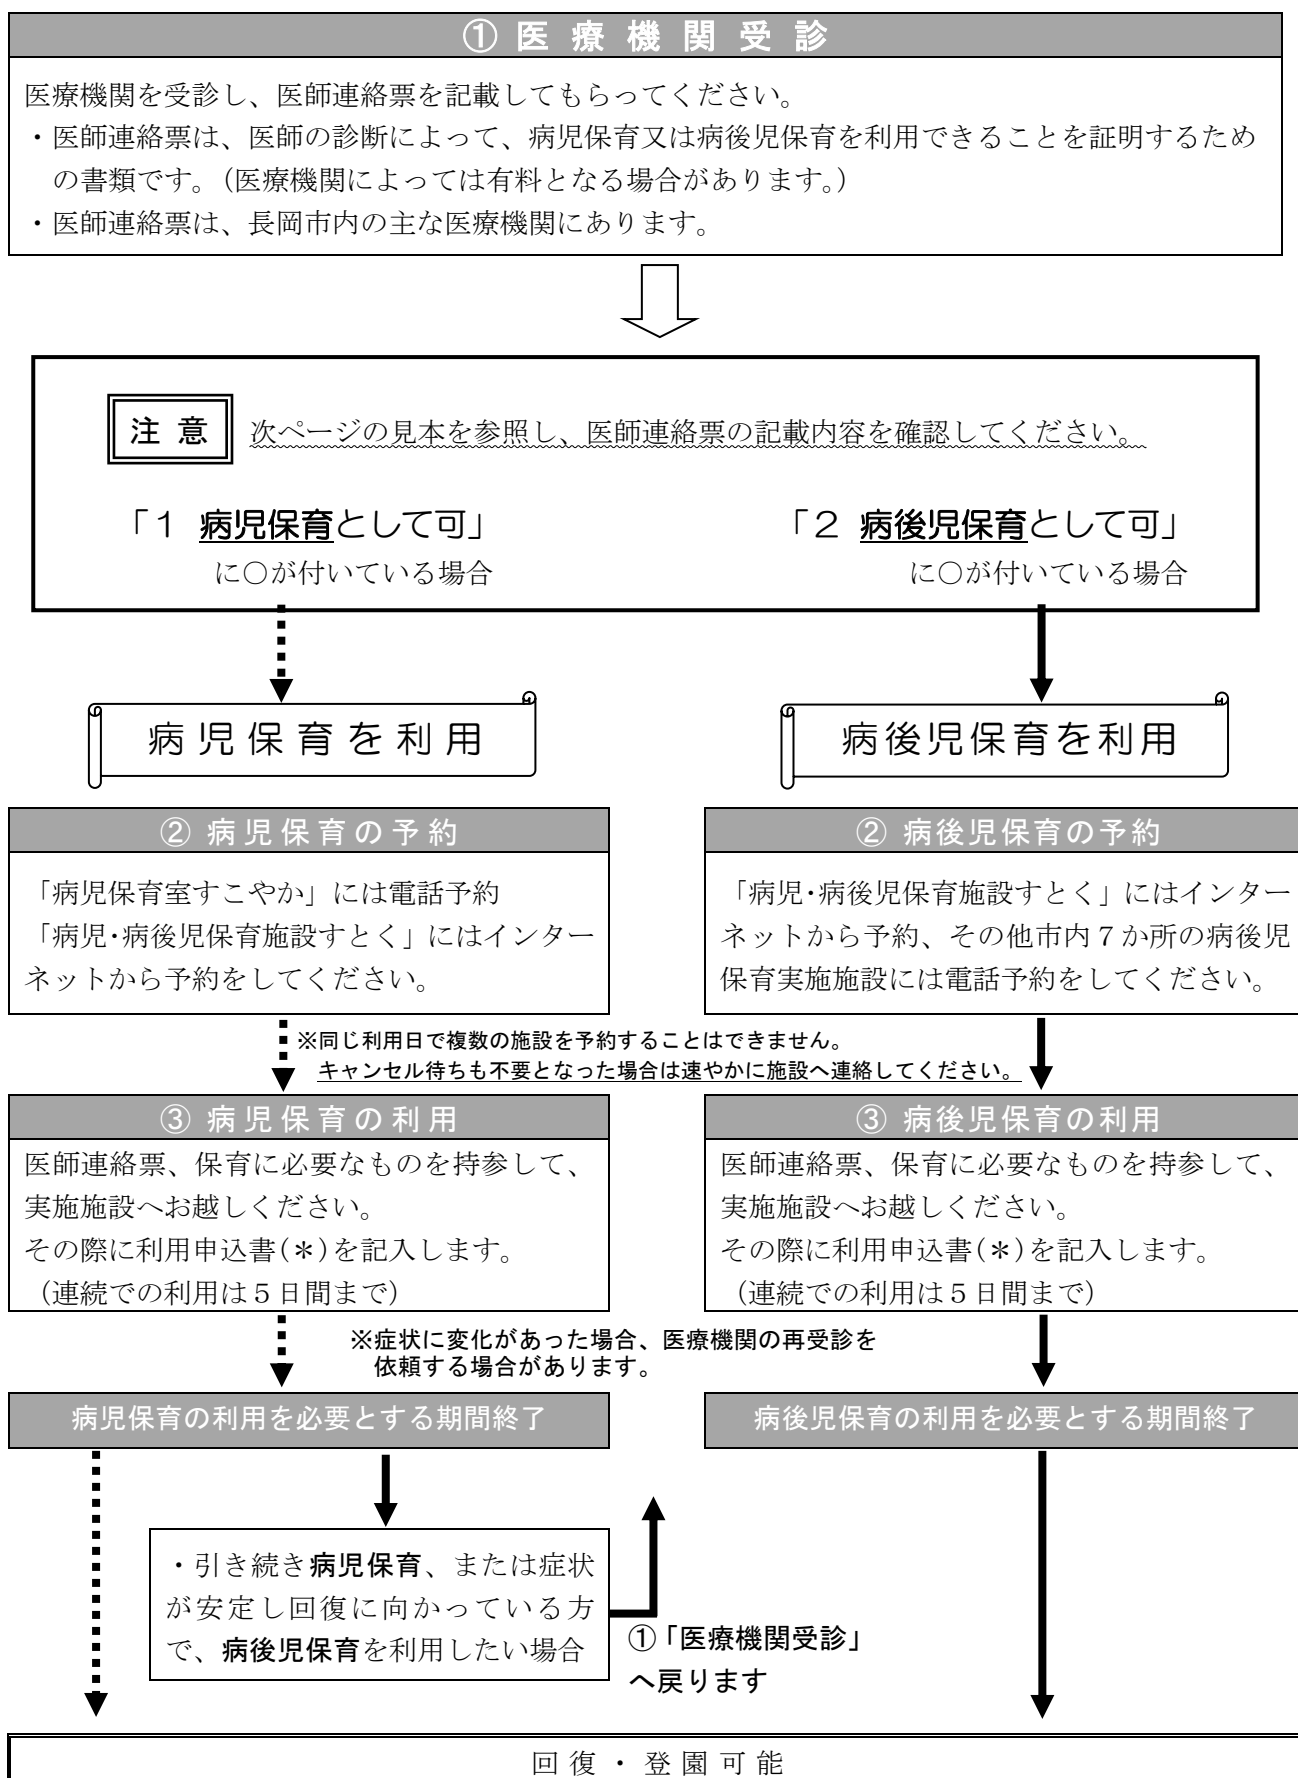 ① 医 療 機 関 受 診
医療機関を受診し、医師連絡票を記載してもらってください。
・医師連絡票は、医師の診断によって、病児保育又は病後児保育を利用できることを証明するため
の書類です。（医療機関によっては有料となる場合があります。）
・医師連絡票は、長岡市内の主な医療機関にあります。
注 意
次ページの見本を参照し、医師連絡票の記載内容を確認してください。
「１ 病児保育として可」
に○が付いている場合
「２ 病後児保育として可」
に○が付いている場合
病児保育を利用
病後児保育を利用
② 病児保育の予約
「病児保育室すこやか」には電話予約
「病児･病後児保育施設すとく」にはインター
ネットから予約をしてください。
② 病後児保育の予約
「病児･病後児保育施設すとく」にはインター
ネットから予約、その他市内７か所の病後児
保育実施施設には電話予約をしてください。
※同じ利用日で複数の施設を予約することはできません。
キャンセル待ちも不要となった場合は速やかに施設へ連絡してください。
③ 病児保育の利用
医師連絡票、保育に必要なものを持参して、
実施施設へお越しください。
その際に利用申込書(＊)を記入します。
（連続での利用は５日間まで）
③ 病後児保育の利用
医師連絡票、保育に必要なものを持参して、
実施施設へお越しください。
その際に利用申込書(＊)を記入します。
（連続での利用は５日間まで）
※症状に変化があった場合、医療機関の再受診を
依頼する場合があります。
病児保育の利用を必要とする期間終了
病後児保育の利用を必要とする期間終了
・引き続き病児保育、または症状
が安定し回復に向かっている方
で、病後児保育を利用したい場合
①「医療機関受診」
へ戻ります
回 復 ・ 登 園 可 能